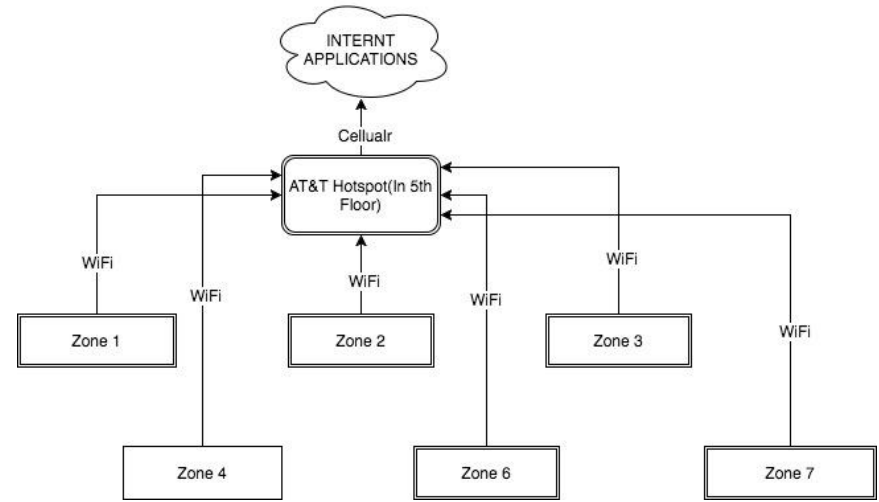 INTERNT
APPLICATIONS
Cellualr
AT&T Hotspot(In 5th
Floor)
WiFi
WiFi
WiFi
WiFi
WiFi
WiFi
Zone 1
Zone 2
Zone 3
Zone 4
Zone 6
Zone 7